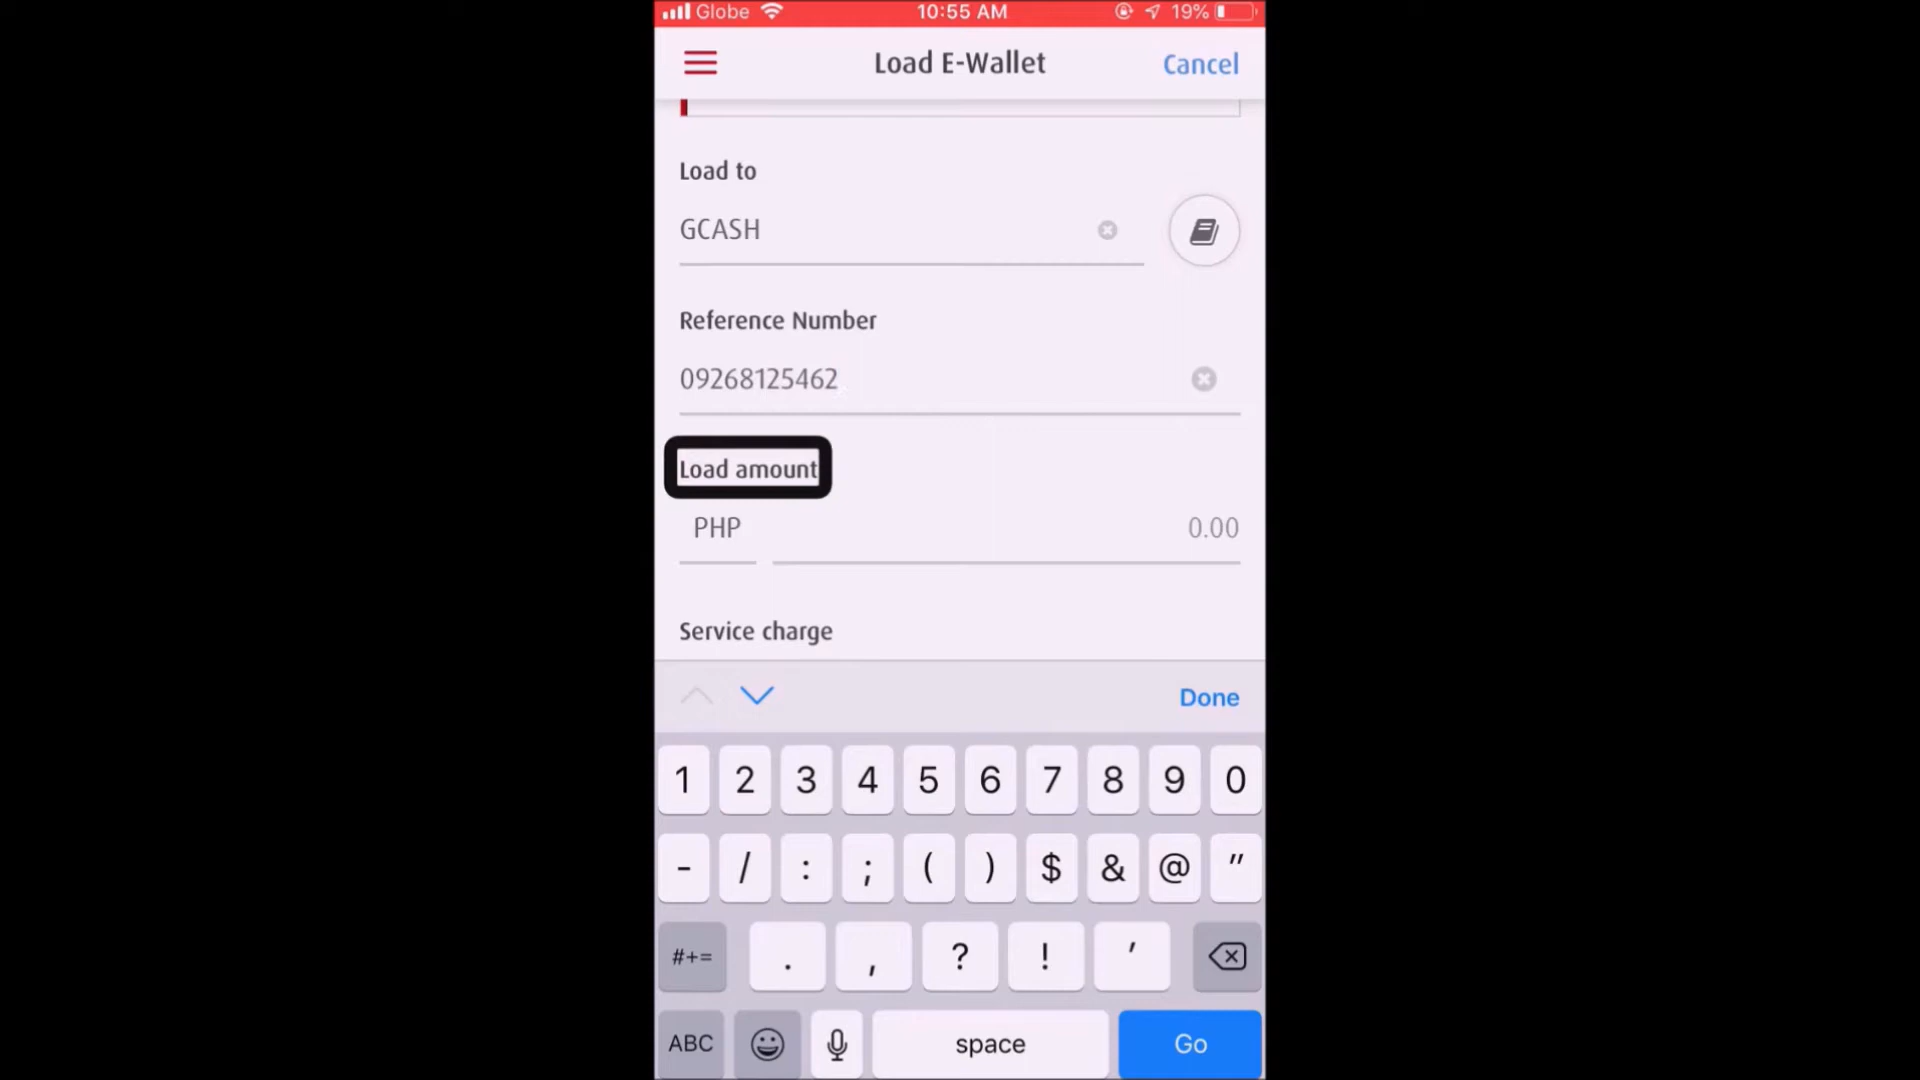 Globe 10:55 AM 19%
Load E-Wallet Cancel
Load to
GCASH
Reference Number
09268125462
Load amount
PHP 0.00
Service charge
Done
1 2 3 4 5 6 7 8 9 0
- / : ; ( ) $ & @ "
#+= . , ? ! '
ABC space Go